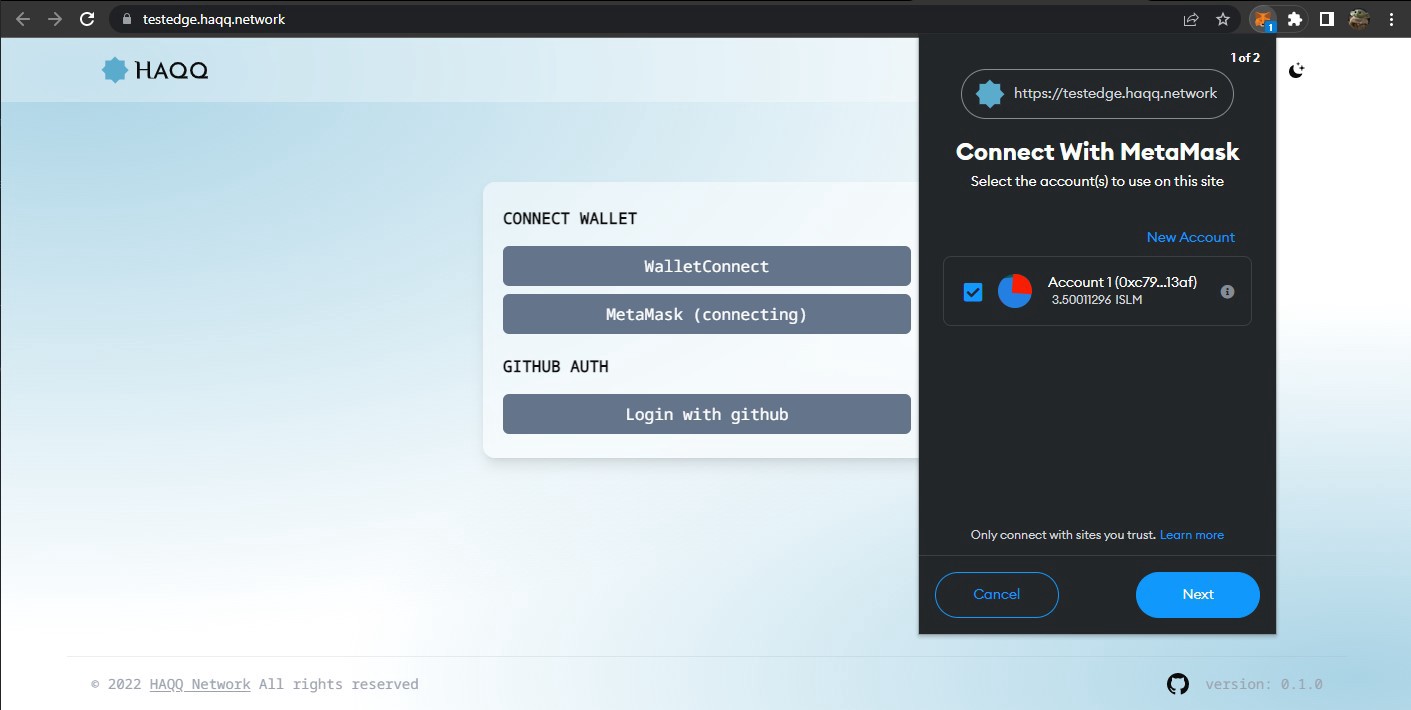 testedge.haqq.network
1
HAQQ
1 of 2
https://testedge.haqq.network
Connect With MetaMask
Select the account(s) to use on this site
CONNECT WALLET
WalletConnect
MetaMask (connecting)
GITHUB AUTH
Login with github
New Account
Account 1 (0xc79...13af)
3.50011296 ISLM
Only connect with sites you trust. Learn more
Cancel
Next
© 2022 HAQQ Network All rights reserved
version: 0.1.0